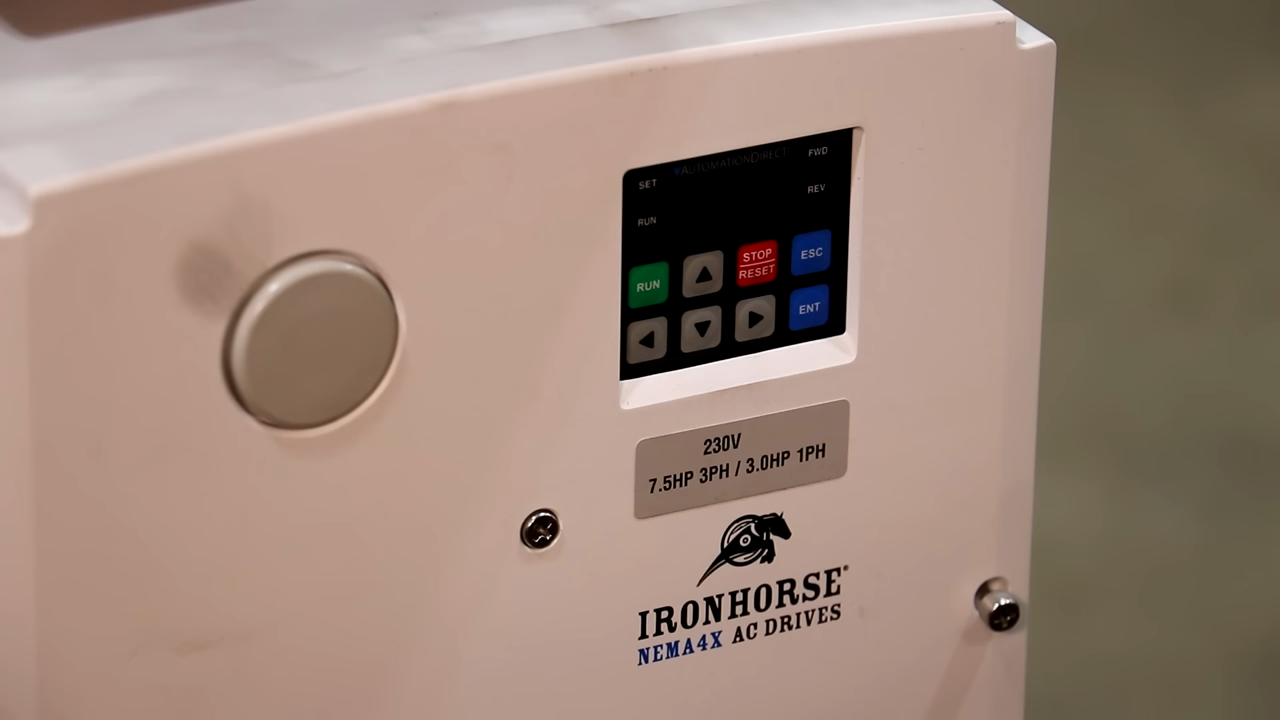 AUTOMATIONDIRECT
SET
FWD
REV
RUN
RUN
STOP
RESET
ESC
ENT
230V
7.5HP 3PH / 3.0HP 1PH
IRONHORSE®
NEMA4X AC DRIVES